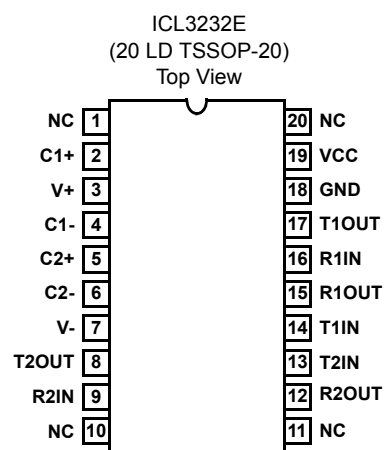 ICL3232E
(20 LD TSSOP-20)
Top View
NC 1 20 NC
C1+ 2 19 VCC
V+ 3 18 GND
C1- 4 17 T1OUT
C2+ 5 16 R1IN
C2- 6 15 R1OUT
V- 7 14 T1IN
T2OUT 8 13 T2IN
R2IN 9 12 R2OUT
NC 10 11 NC